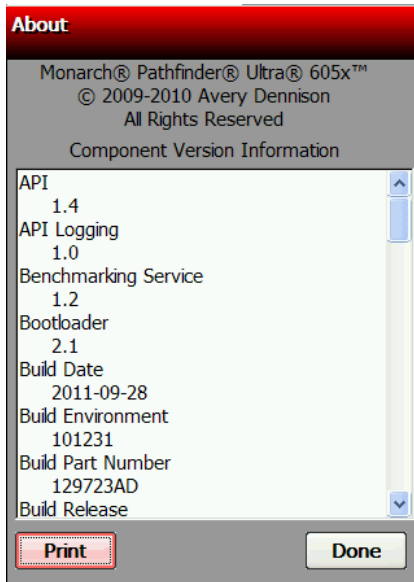 About
Monarch® Pathfinder® Ultra® 605x™
© 2009-2010 Avery Dennison
All Rights Reserved
Component Version Information
API
1.4
API Logging
1.0
Benchmarking Service
1.2
Bootloader
2.1
Build Date
2011-09-28
Build Environment
101231
Build Part Number
129723AD
Build Release
Print
Done